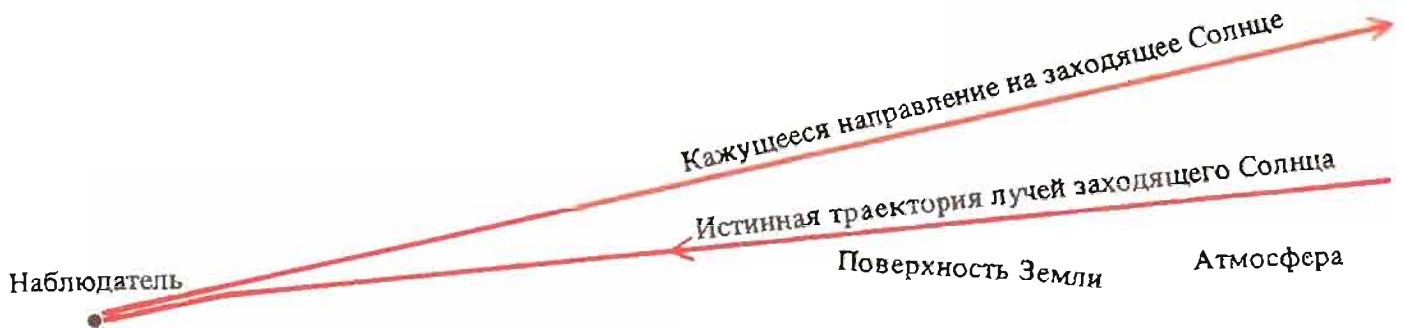 Кажущееся направление на заходящее Солнце
Истинная траектория лучей заходящего Солнца
Наблюдатель
Поверхность Земли
Атмосфера